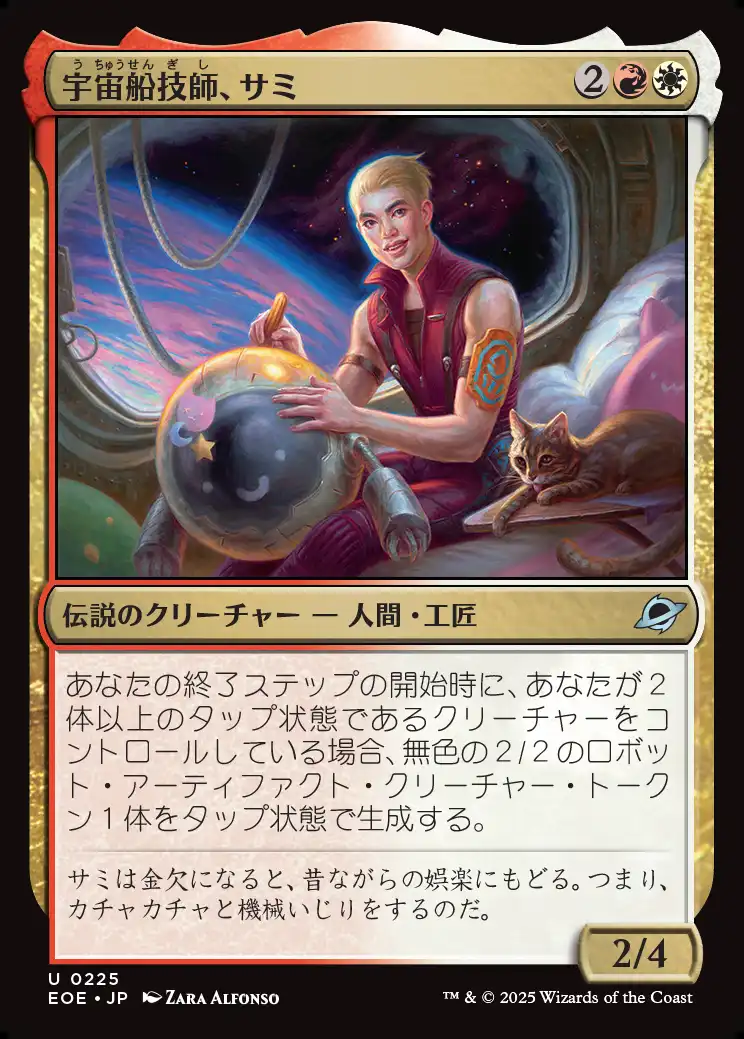 うちゅうせんぎし
宇宙船技師、サミ
2
伝説のクリーチャー — 人間・工匠
あなたの終了ステップの開始時に、あなたが２
体以上のタップ状態であるクリーチャーをコ
ントロールしている場合、無色の２/２のロボッ
ト・アーティファクト・クリーチャー・トーク
ン１体をタップ状態で生成する。
サミは金欠になると、昔ながらの娯楽にもどる。つまり、
カチャカチャと機械いじりをするのだ。
2/4
U 0225
EOE • JP Zara Alfonso
™ & © 2025 Wizards of the Coast